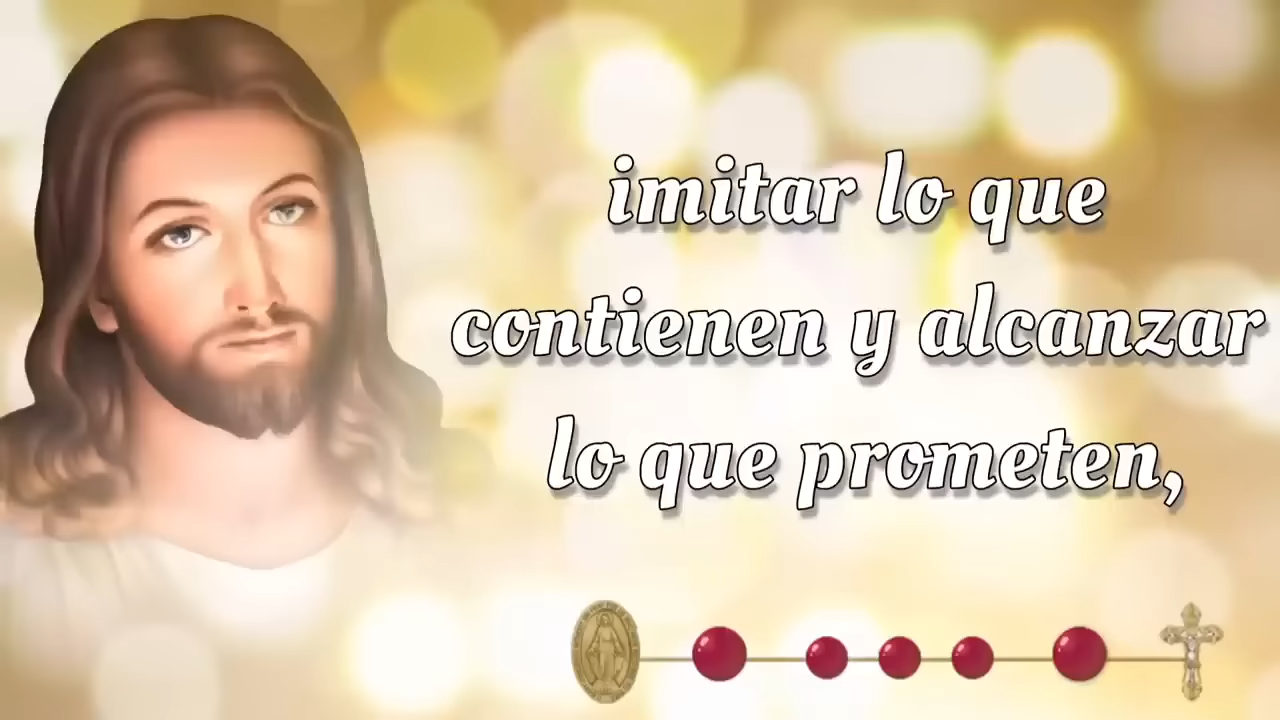 imitar lo que
contienen y alcanzar
lo que prometen,